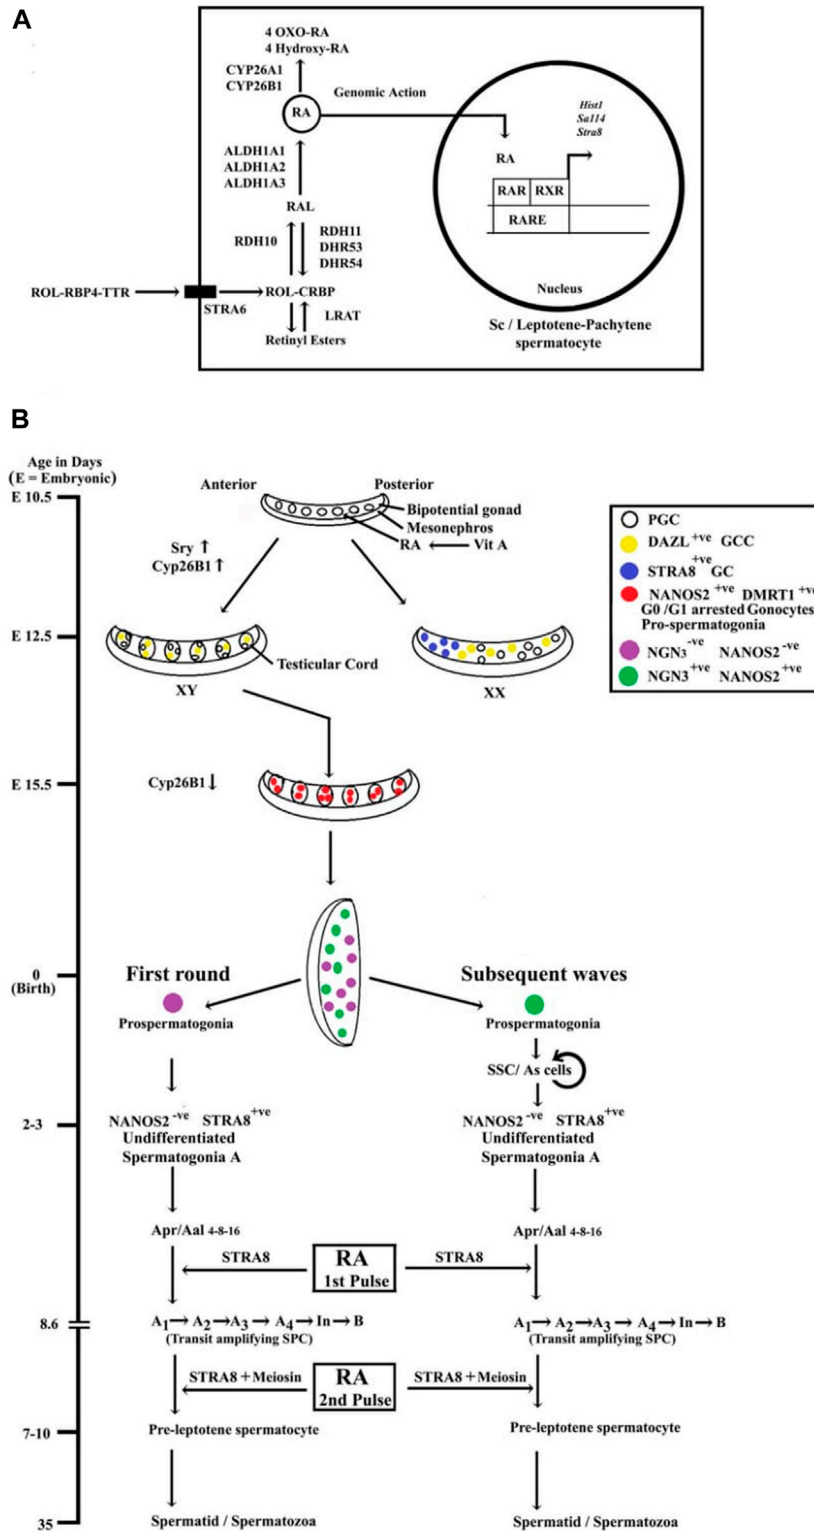 A
4 OXO-RA
4 Hydroxy-RA
CYP26A1
CYP26B1
Genomic Action
RA
Hist1
Sa114
Stra8
ALDH1A1
ALDH1A2
ALDH1A3
RA
RAR RXR
RAL
RARE
RDH10
RDH11
DHR53
DHR54
ROL-RBP4-TTR
ROL-CRBP
Nucleus
STRA6
LRAT
Retinyl Esters
Sc / Leptotene-Pachytene
spermatocyte
B
Age in Days
(E = Embryonic)
E 10.5
Anterior
Posterior
Bipotential gonad
Mesonephros
RA
Vit A
Sry ↑
Cyp26B1 ↑
PGC
DAZL +ve GCC
STRA8 +ve GC
NANOS2 +ve DMRT1 +ve
G0 /G1 arrested Gonocytes
Pro-spermatogonia
NGN3 -ve NANOS2 -ve
NGN3 +ve NANOS2 +ve
E 12.5
Testicular Cord
XY
XX
E 15.5
Cyp26B1 ↓
0
(Birth)
First round
Subsequent waves
Prospermatogonia
Prospermatogonia
SSC/ As cells
2-3
NANOS2 -ve STRA8 +ve
Undifferentiated
Spermatogonia A
NANOS2 -ve STRA8 +ve
Undifferentiated
Spermatogonia A
Apr/Aal 4-8-16
Apr/Aal 4-8-16
STRA8
RA
1st Pulse
STRA8
8.6
A1 → A2 → A3 → A4 → In → B
(Transit amplifying SPC)
A1 → A2 → A3 → A4 → In → B
(Transit amplifying SPC)
STRA8 + Meiosin
RA
2nd Pulse
STRA8 + Meiosin
7-10
Pre-leptotene spermatocyte
Pre-leptotene spermatocyte
35
Spermatid / Spermatozoa
Spermatid / Spermatozoa